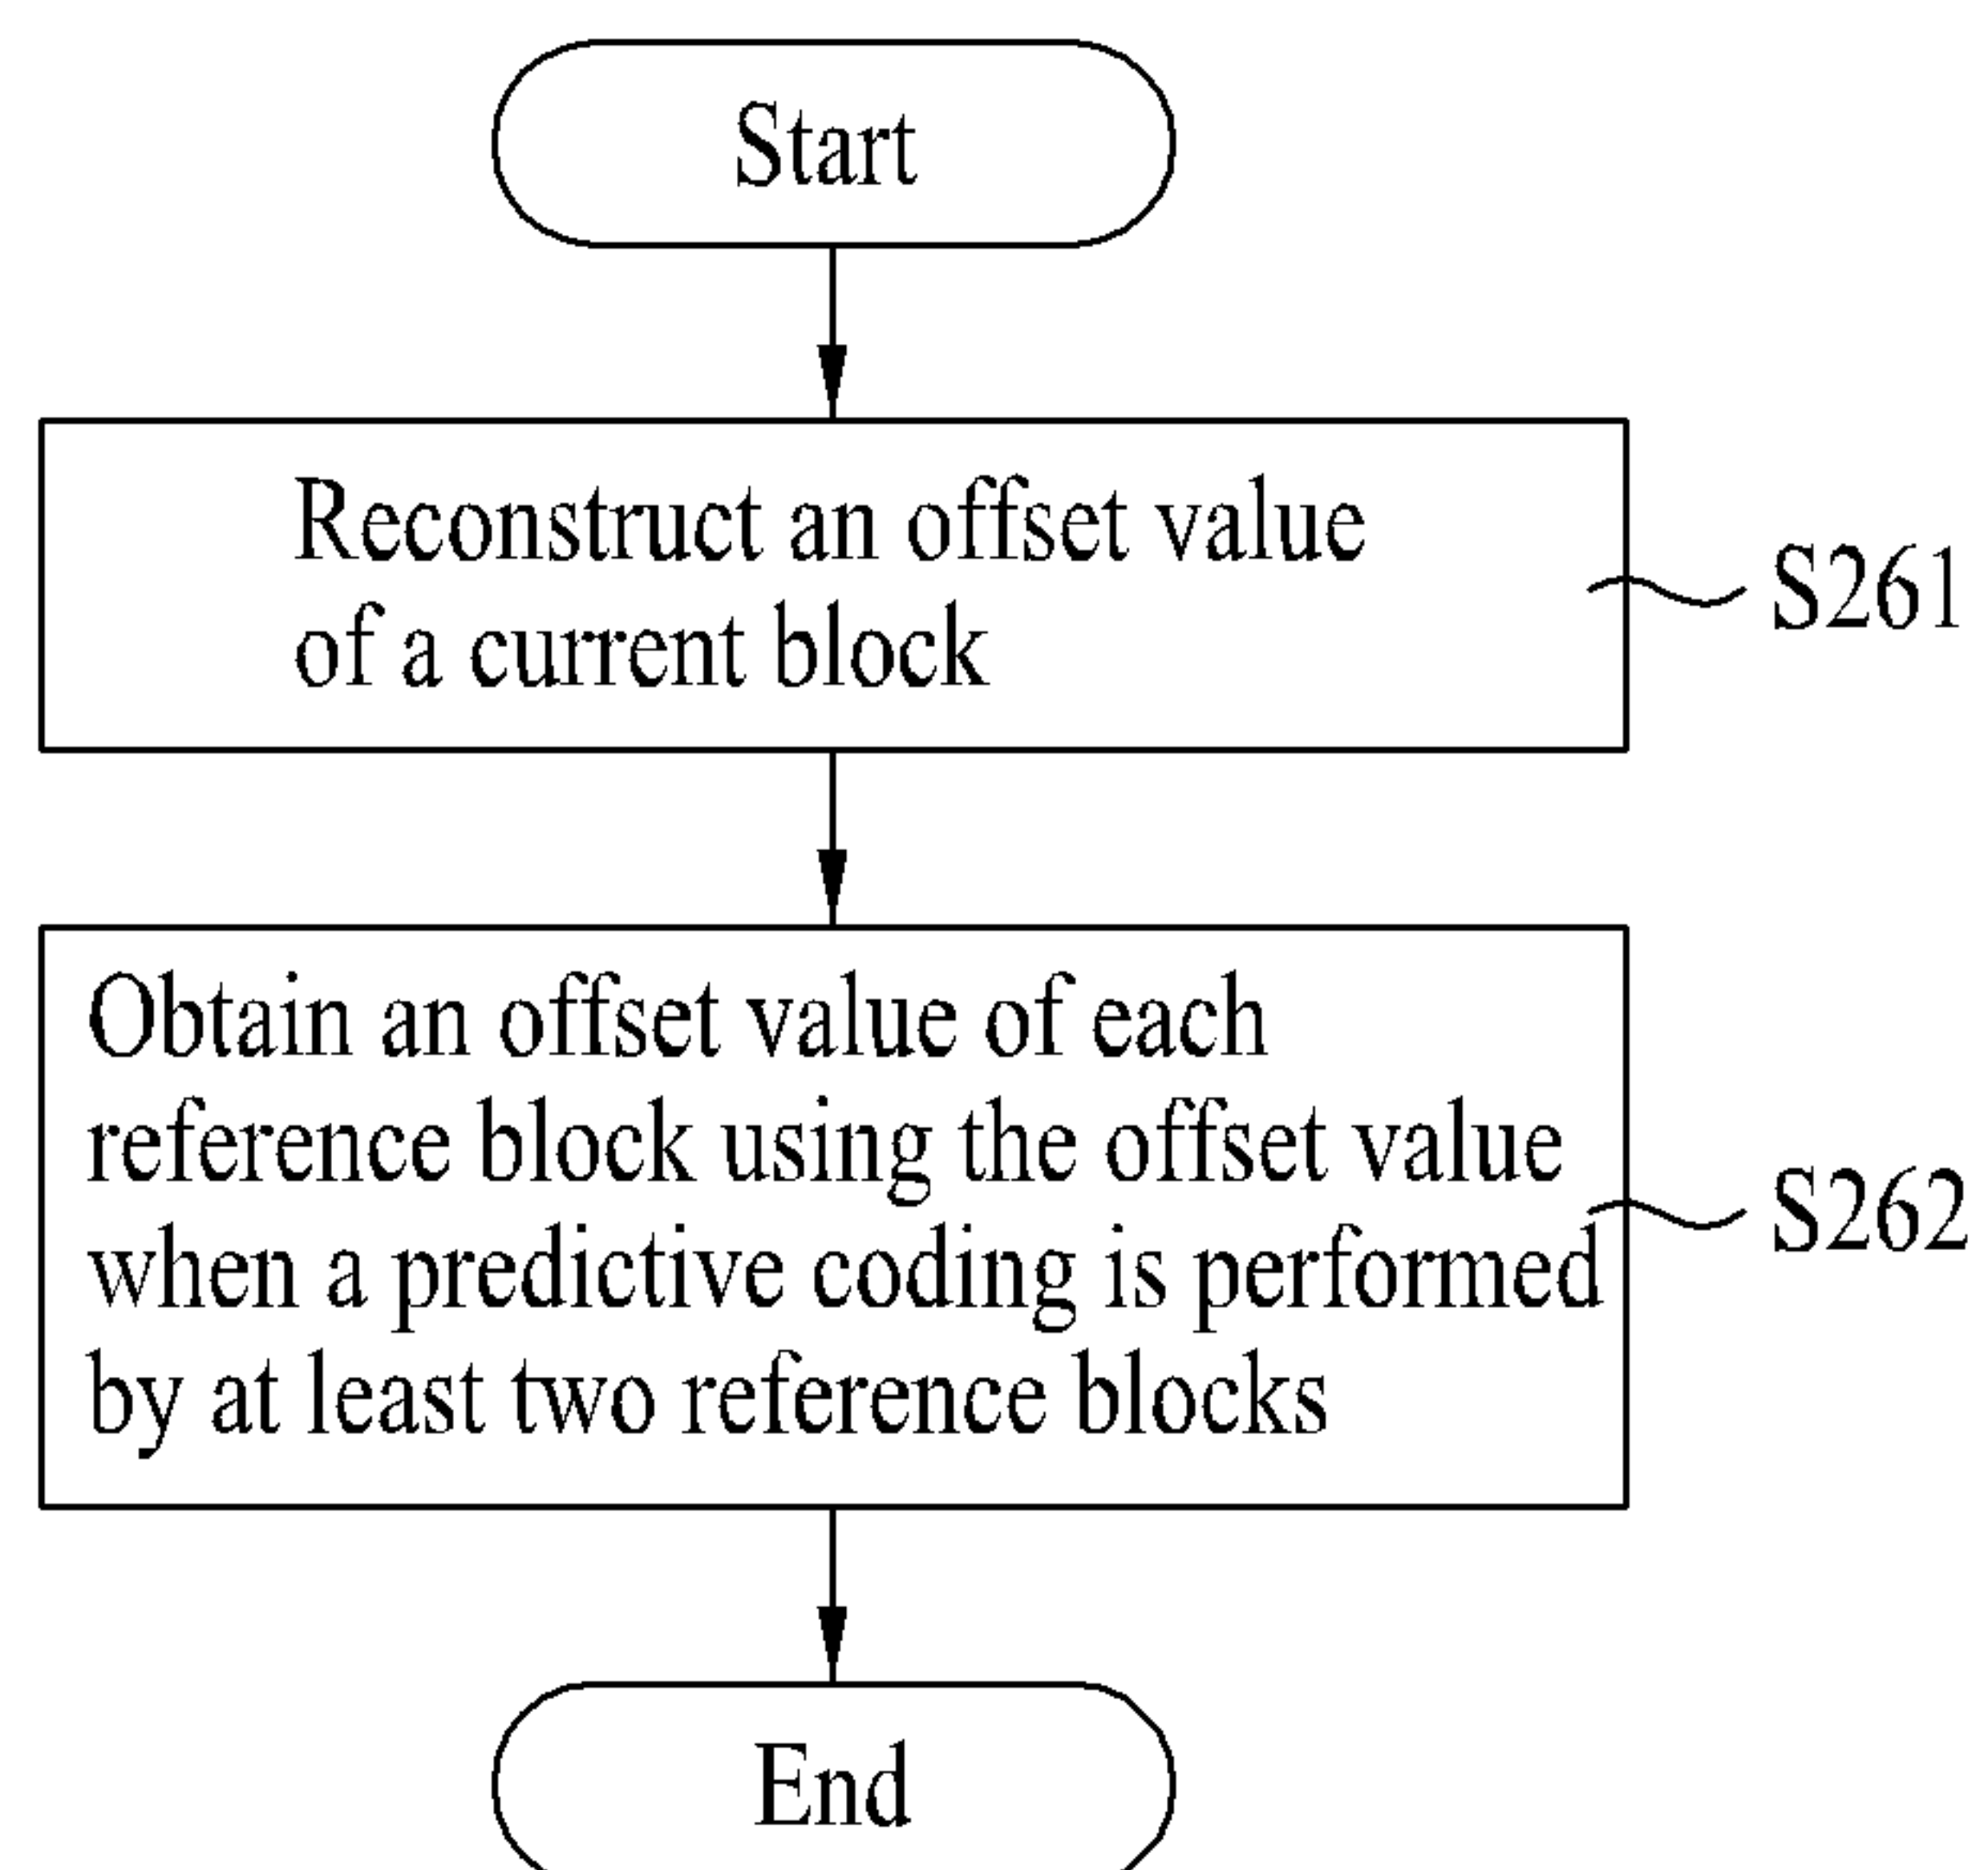 Start
Reconstruct an offset value
of a current block
S261
Obtain an offset value of each
reference block using the offset value
when a predictive coding is performed
by at least two reference blocks
S262
End